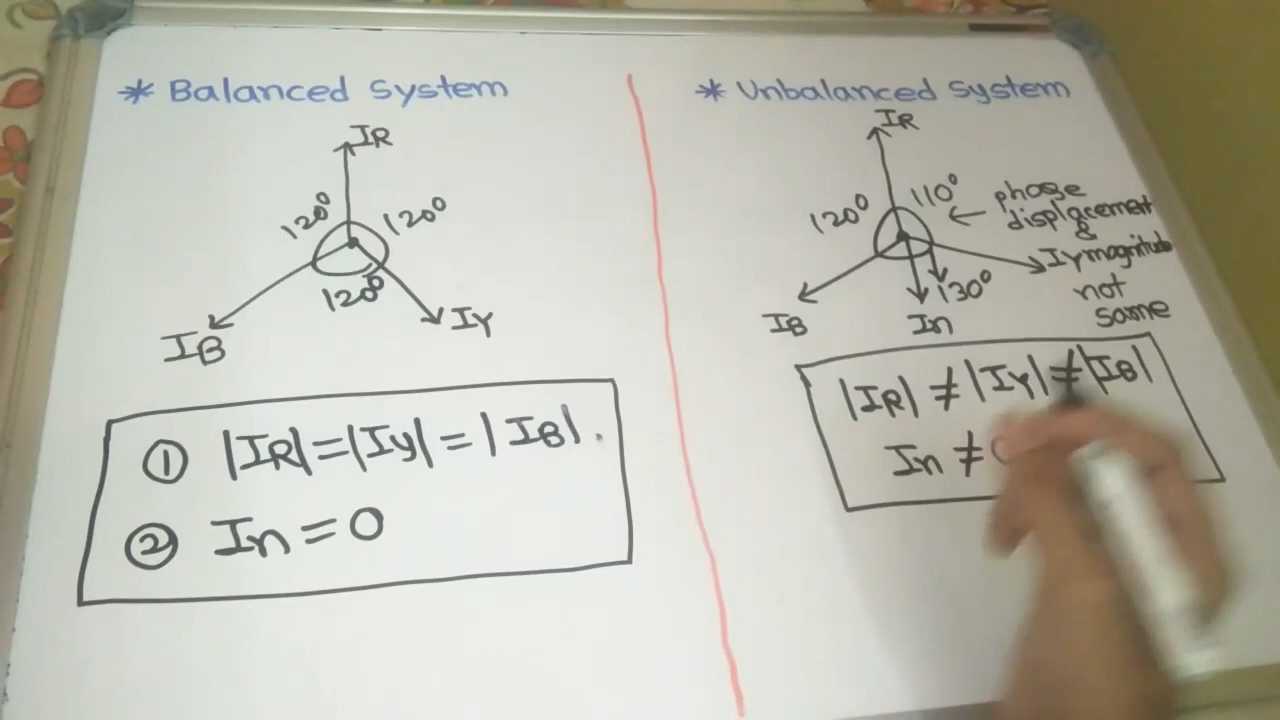 * Balanced System
IR
120°
120°
120°
IY
IB
① |IR|=|Iy|=|IB|.
② In=0
* Unbalanced System
IR
120°
110°
← phase
displacement
&
Iy magnitude
not
same
130°
IB
In
|IR| ≠ |IY| ≠ |IB|
In ≠